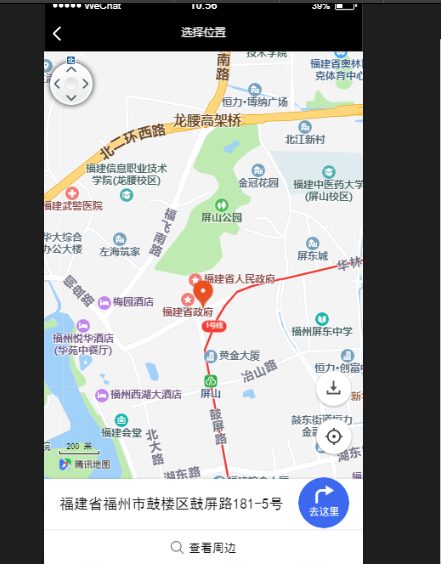 WeChat
10:56
39%
选择位置
技术学院
福建省奥林
克体育中心
南路
恒力·博纳广场
龙腰高架桥
北二环西路
北江新村
福建信息职业技术
学院(龙腰校区)
金冠花园
福建中医药大学
(屏山校区)
福建武警医院
屏山公园
福飞南路
华大综合
办公大楼
左海筑家
屏东城
华林
福建省人民政府
梅园酒店
福建省政府
1号线
福州屏东中学
福州悦华酒店
(华苑中餐厅)
黄金大厦
冶山路
恒力·创富中
屏山
福州西湖大酒店
鼓屏路
鼓东街道恒力
福建会堂
北大路
200 米
腾讯地图
湖东路
湖东
福建省福州市鼓楼区鼓屏路181-5号
去这里
查看周边